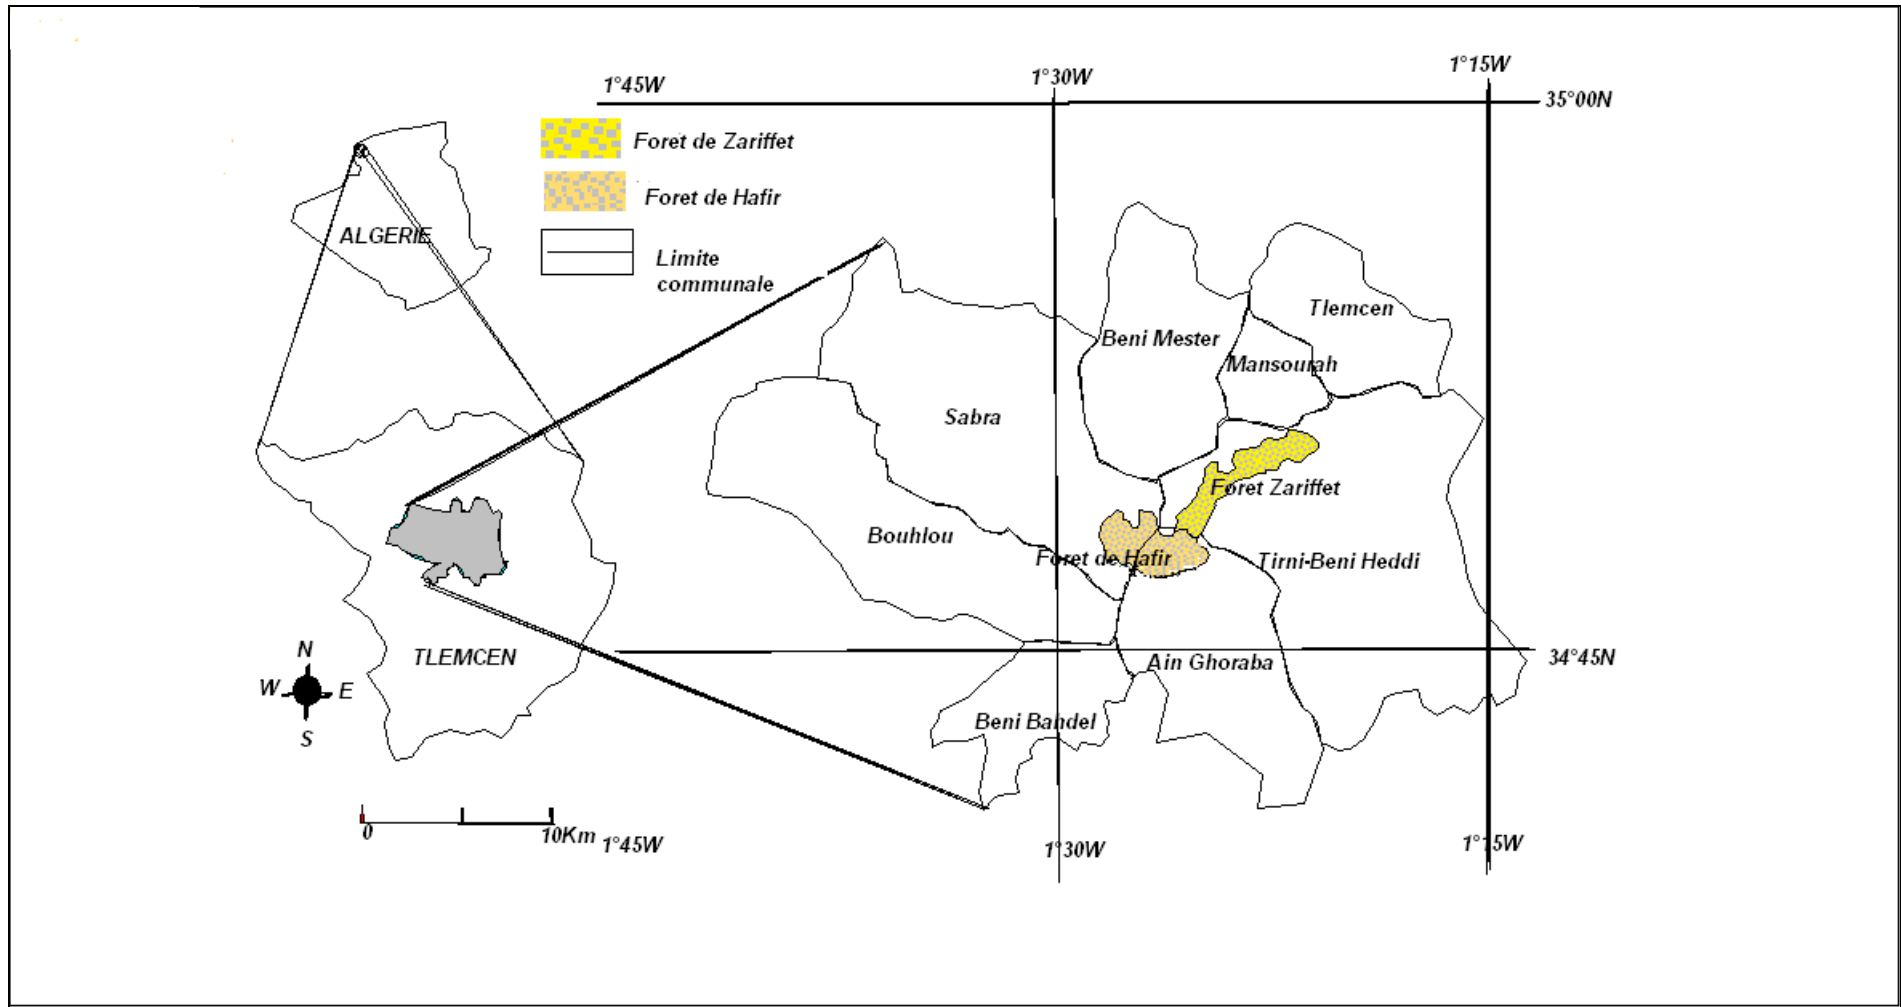 1°45W
1°30W
1°15W
35°00N
Foret de Zariffet
Foret de Hafir
Limite
communale
ALGERIE
Tlemcen
Beni Mester
Mansourah
Sabra
Foret Zariffet
Bouhlou
Foret de Hafir
Tirni-Beni Heddi
TLEMCEN
34°45N
Ain Ghoraba
Beni Bahdel
N
W
E
S
0
10Km
1°45W
1°30W
1°15W